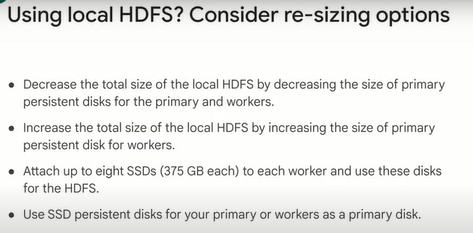 Using local HDFS? Consider re-sizing options
● Decrease the total size of the local HDFS by decreasing the size of primary
persistent disks for the primary and workers.
● Increase the total size of the local HDFS by increasing the size of primary
persistent disk for workers.
● Attach up to eight SSDs (375 GB each) to each worker and use these disks
for the HDFS.
● Use SSD persistent disks for your primary or workers as a primary disk.